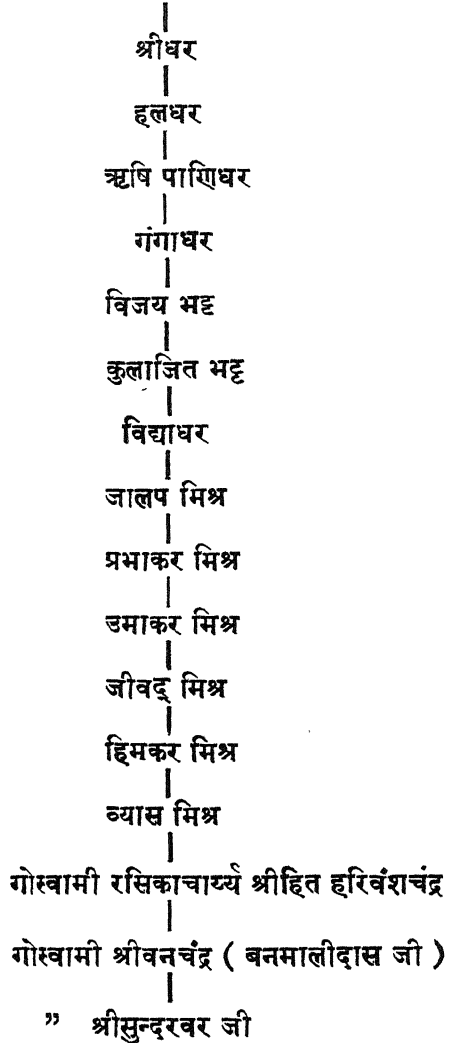 श्रीधर
हलधर
ऋषि पाणिधर
गंगाधर
विजय भट्ट
कुलाजित भट्ट
विद्याधर
जालप मिश्र
प्रभाकर मिश्र
उमाकर मिश्र
जीवद् मिश्र
हिमकर मिश्र
व्यास मिश्र
गोस्वामी रसिकाचार्य्य श्रीहित हरिवंशचंद्र
गोस्वामी श्रीवनचंद्र ( बनमालीदास जी )
” श्रीसुन्दरवर जी